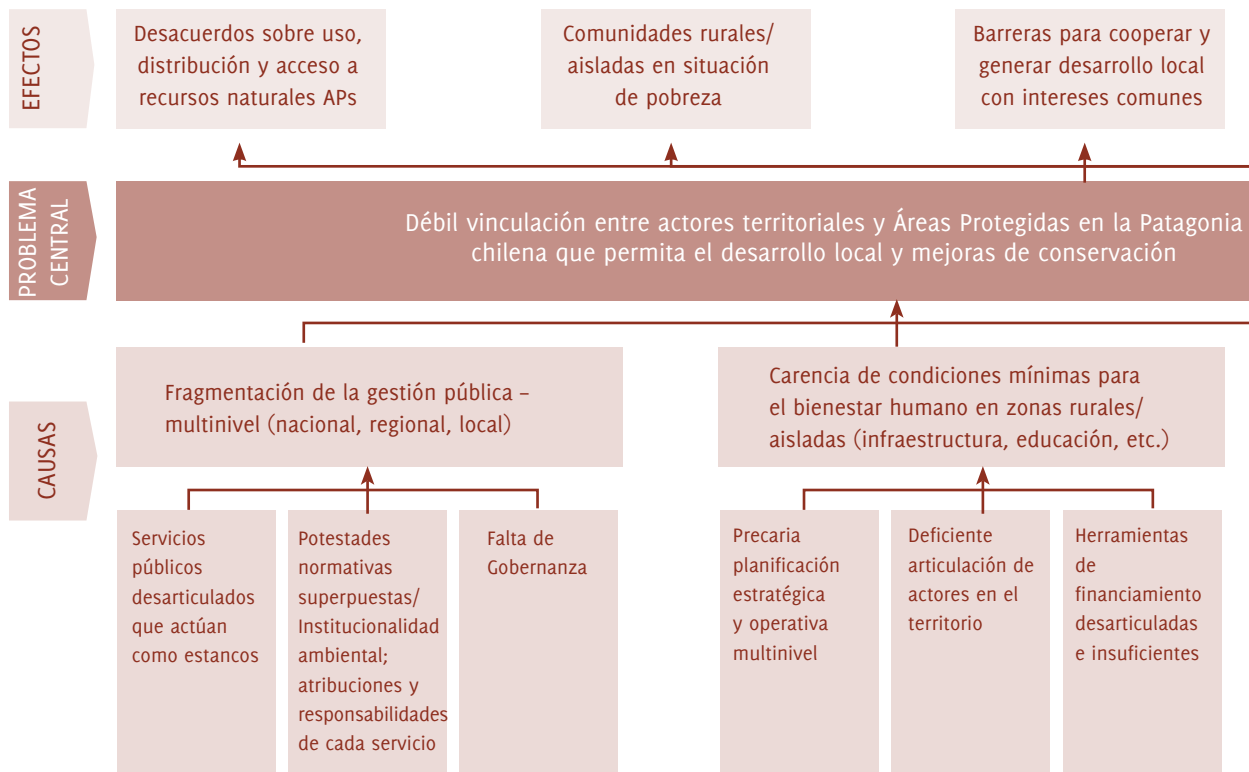 EFECTOS
Desacuerdos sobre uso,
distribución y acceso a
recursos naturales APs
Comunidades rurales/
aisladas en situación
de pobreza
Barreras para cooperar y
generar desarrollo local
con intereses comunes
PROBLEMA
CENTRAL
Débil vinculación entre actores territoriales y Áreas Protegidas en la Patagonia
chilena que permita el desarrollo local y mejoras de conservación
CAUSAS
Fragmentación de la gestión pública –
multinivel (nacional, regional, local)
Carencia de condiciones mínimas para
el bienestar humano en zonas rurales/
aisladas (infraestructura, educación, etc.)
Servicios
públicos
desarticulados
que actúan
como estancos
Potestades
normativas
superpuestas/
Institucionalidad
ambiental;
atribuciones y
responsabilidades
de cada servicio
Falta de
Gobernanza
Precaria
planificación
estratégica
y operativa
multinivel
Deficiente
articulación de
actores en el
territorio
Herramientas
de
financiamiento
desarticuladas
e insuficientes